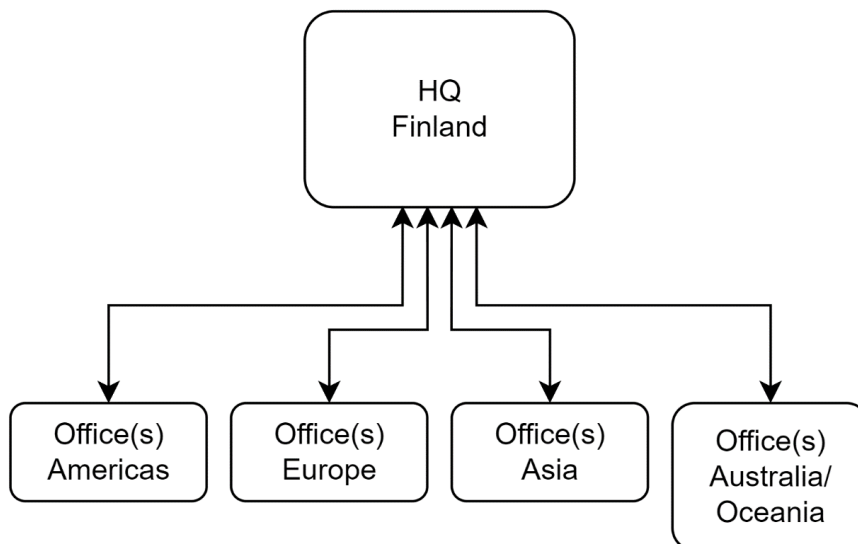 HQ
Finland
Office(s)
Americas
Office(s)
Europe
Office(s)
Asia
Office(s)
Australia/
Oceania